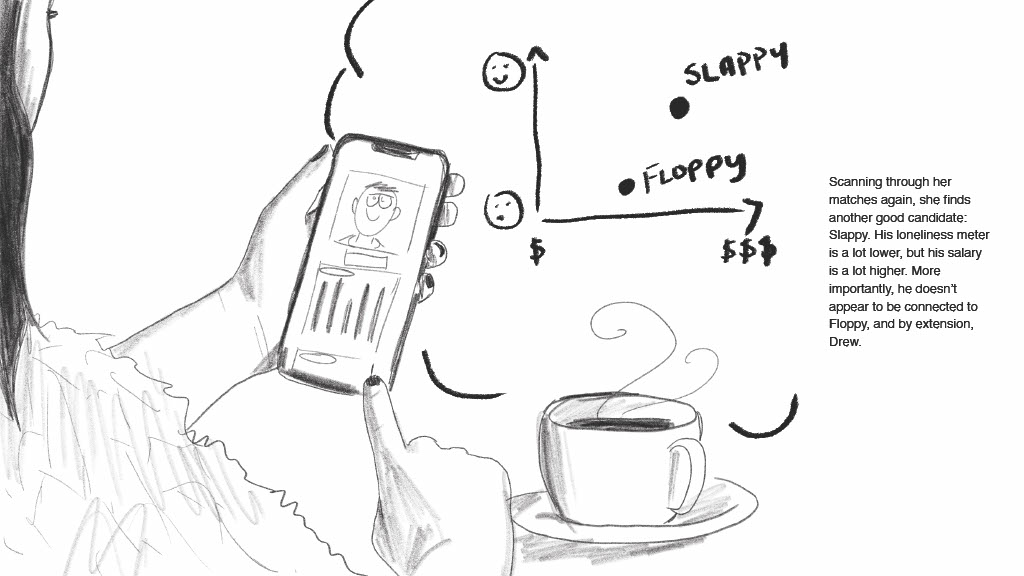 SLAPPY
FLOPPY
$
$$$
Scanning through her
matches again, she finds
another good candidate:
Slappy. His loneliness meter
is a lot lower, but his salary
is a lot higher. More
importantly, he doesn't
appear to be connected to
Floppy, and by extension,
Drew.